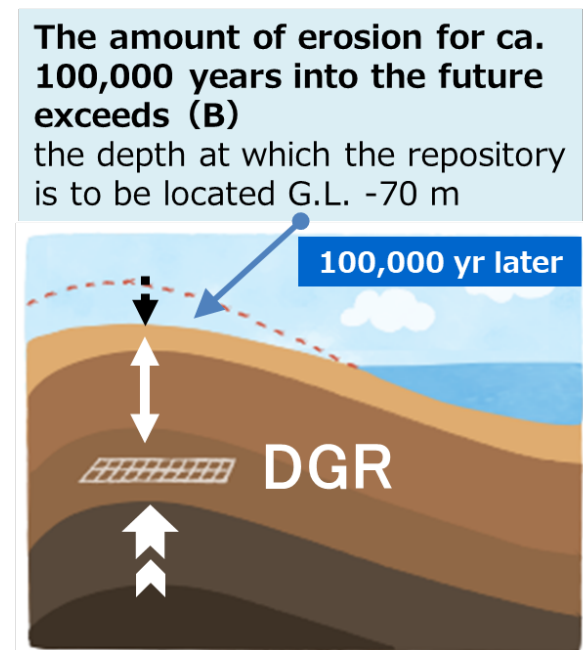 The amount of erosion for ca.
100,000 years into the future
exceeds（B）
the depth at which the repository
is to be located G.L. -70 m
100,000 yr later
DGR